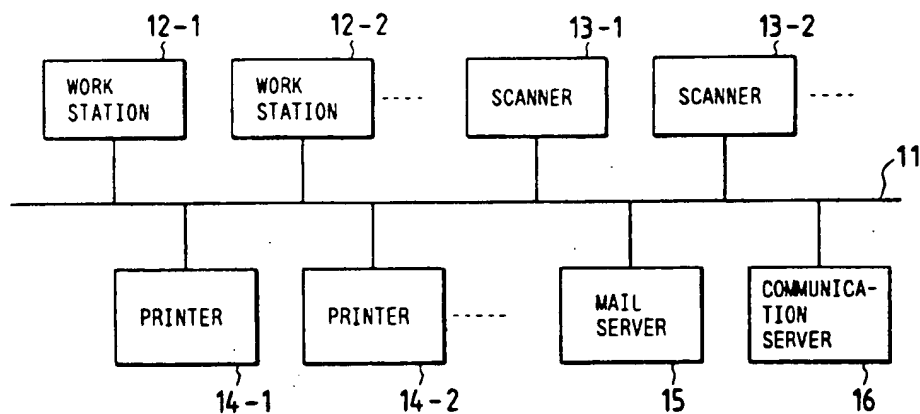 12-1
12-2
13-1
13-2
WORK
STATION
WORK
STATION
SCANNER
SCANNER
11
PRINTER
PRINTER
MAIL
SERVER
COMMUNICA-
TION
SERVER
14-1
14-2
15
16